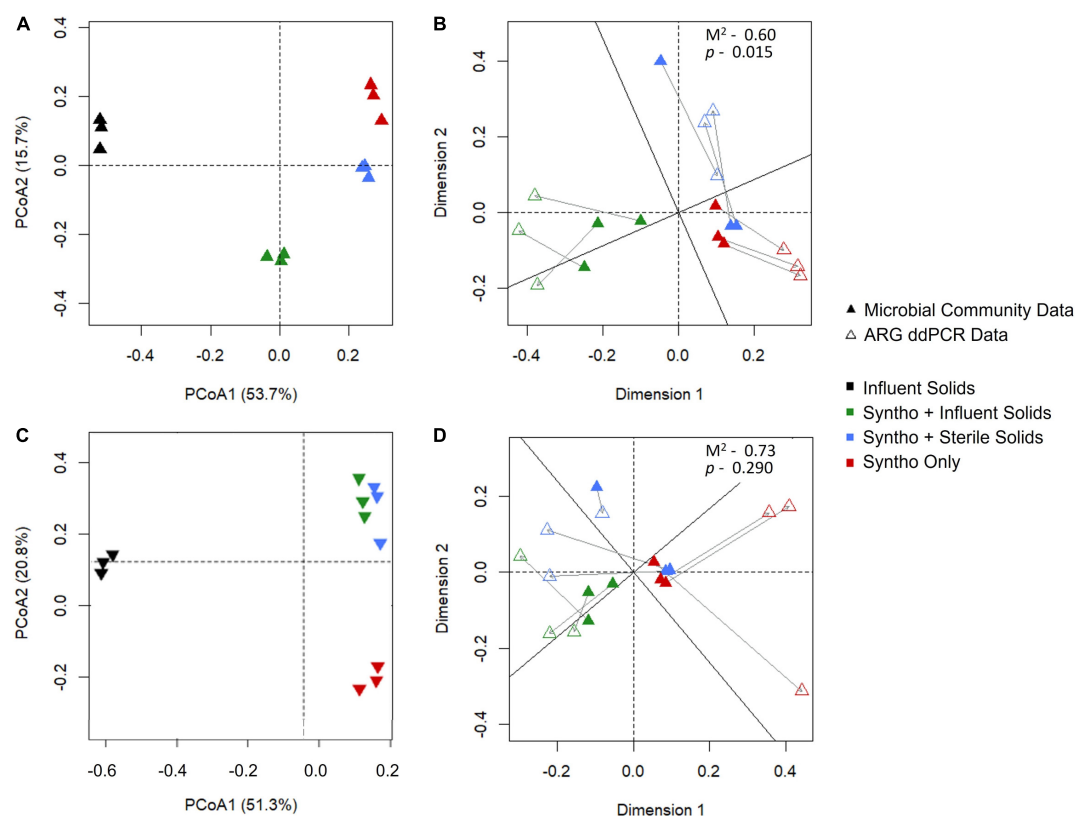 A
0.4
0.2
0.0
-0.2
-0.4
PCoA2 (15.7%)
-0.4
-0.2
0.0
0.2
PCoA1 (53.7%)
B
M² - 0.60
p - 0.015
0.4
0.2
0.0
-0.2
Dimension 2
-0.4
-0.2
0.0
0.2
Dimension 1
Microbial Community Data
ARG ddPCR Data
Influent Solids
Syntho + Influent Solids
Syntho + Sterile Solids
Syntho Only
C
0.4
0.2
0.0
-0.2
PCoA2 (20.8%)
-0.6
-0.4
-0.2
0.0
0.2
PCoA1 (51.3%)
D
M² - 0.73
p - 0.290
0.2
0.0
-0.2
-0.4
Dimension 2
-0.2
0.0
0.2
0.4
Dimension 1